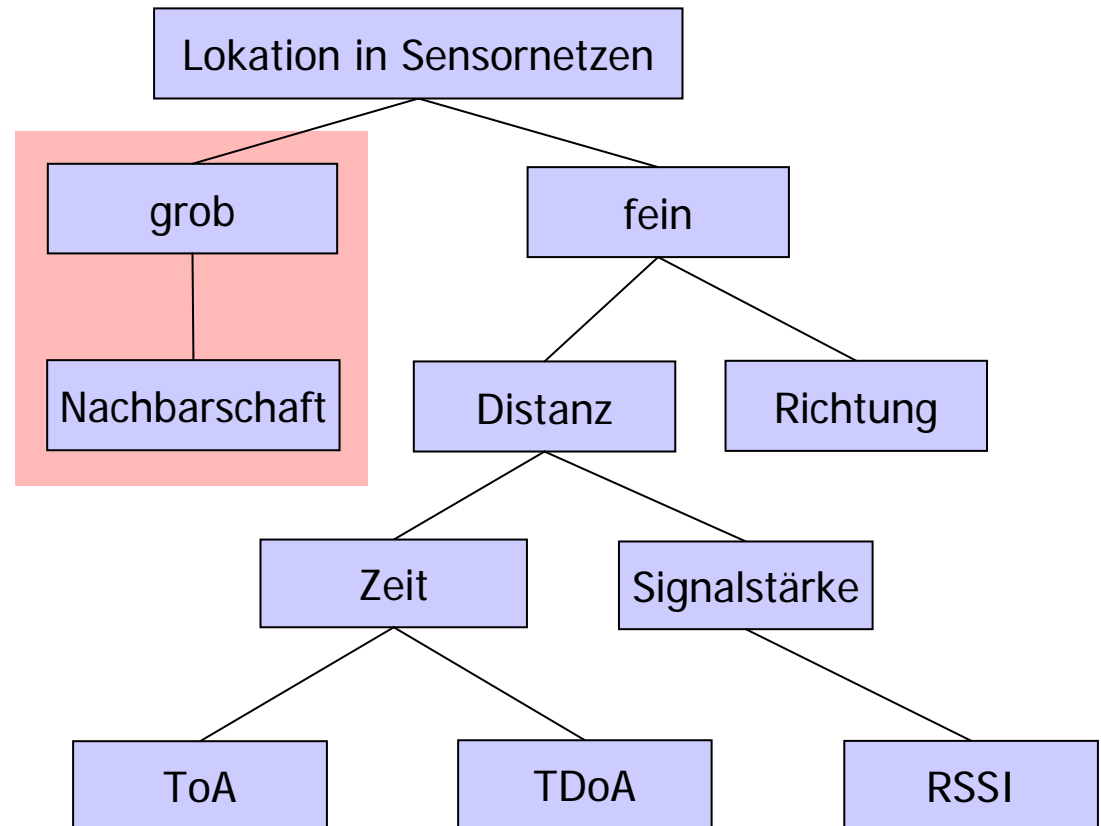 Lokation in Sensornetzen
grob
fein
Nachbarschaft
Distanz
Richtung
Zeit
Signalstärke
ToA
TDoA
RSSI